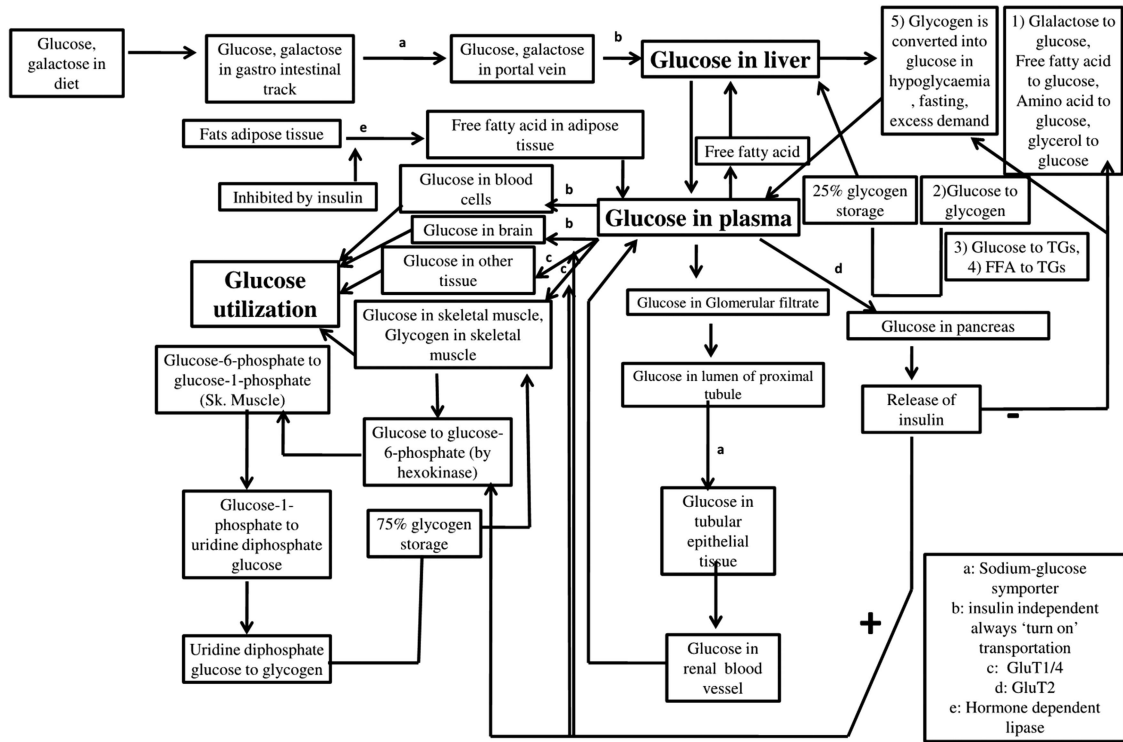 Glucose,
galactose in
diet
Glucose, galactose
in gastro intestinal
track
a
Glucose, galactose
in portal vein
b
Glucose in liver
5) Glycogen is
converted into
glucose in
hypoglycaemia
, fasting,
excess demand
1) Glalactose to
glucose,
Free fatty acid
to glucose,
Amino acid to
glucose,
glycerol to
glucose
Fats adipose tissue
e
Free fatty acid in adipose
tissue
Free fatty acid
Inhibited by insulin
Glucose in blood
cells
b
Glucose in plasma
25% glycogen
storage
2)Glucose to
glycogen
Glucose in brain
b
3) Glucose to TGs,
4) FFA to TGs
Glucose in other
tissue
c
c
d
Glucose
utilization
Glucose in skeletal muscle,
Glycogen in skeletal
muscle
Glucose in Glomerular filtrate
Glucose in pancreas
Glucose-6-phosphate to
glucose-1-phosphate
(Sk. Muscle)
Glucose in lumen of proximal
tubule
Release of
insulin
-
Glucose to glucose-
6-phosphate (by
hexokinase)
a
Glucose-1-
phosphate to
uridine diphosphate
glucose
75% glycogen
storage
Glucose in
tubular
epithelial
tissue
+
Uridine diphosphate
glucose to glycogen
Glucose in
renal blood
vessel
a: Sodium-glucose
symporter
b: insulin independent
always ‘turn on’
transportation
c: GluT1/4
d: GluT2
e: Hormone dependent
lipase